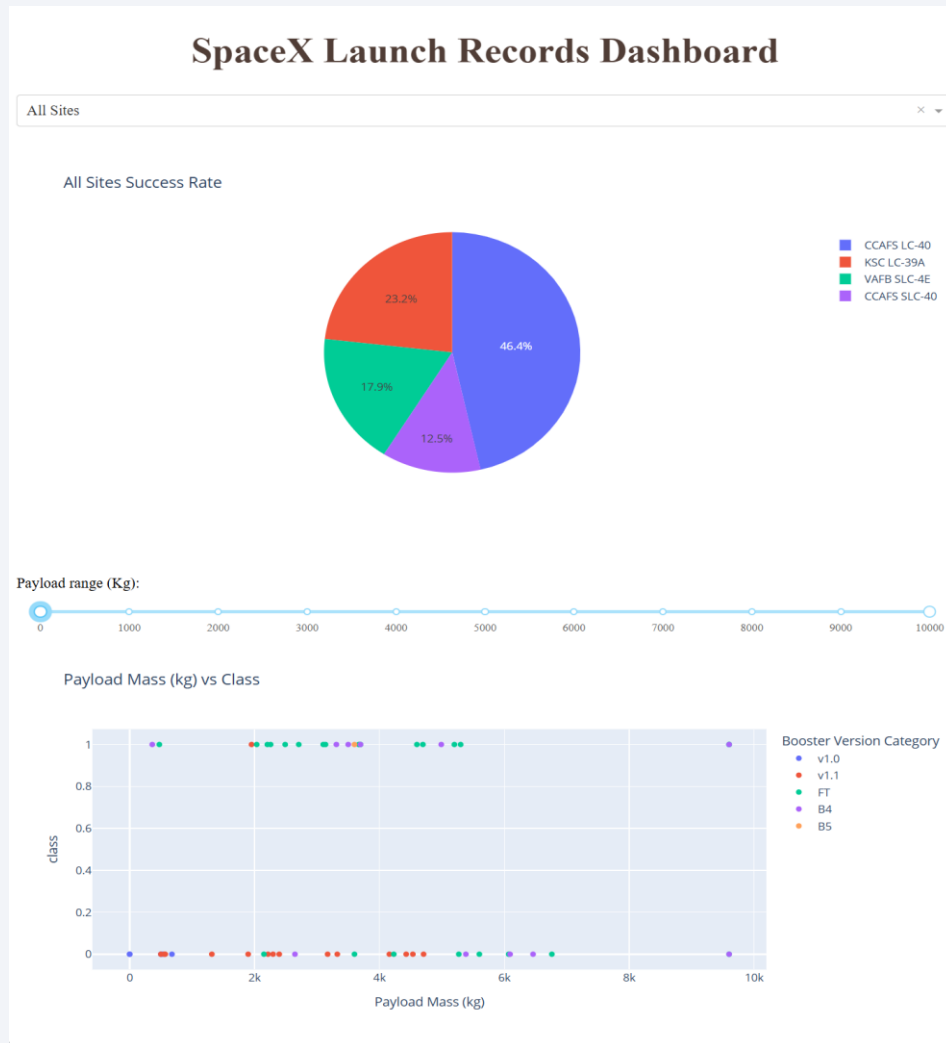 SpaceX Launch Records Dashboard
All Sites
×
All Sites Success Rate
CCAFS LC-40
KSC LC-39A
VAFB SLC-4E
CCAFS SLC-40
23.2%
46.4%
17.9%
12.5%
Payload range (Kg):
0 1000 2000 3000 4000 5000 6000 7000 8000 9000 10000
Payload Mass (kg) vs Class
Booster Version Category
v1.0
v1.1
FT
B4
B5
1
0.8
0.6
0.4
0.2
0
class
0 2k 4k 6k 8k 10k
Payload Mass (kg)